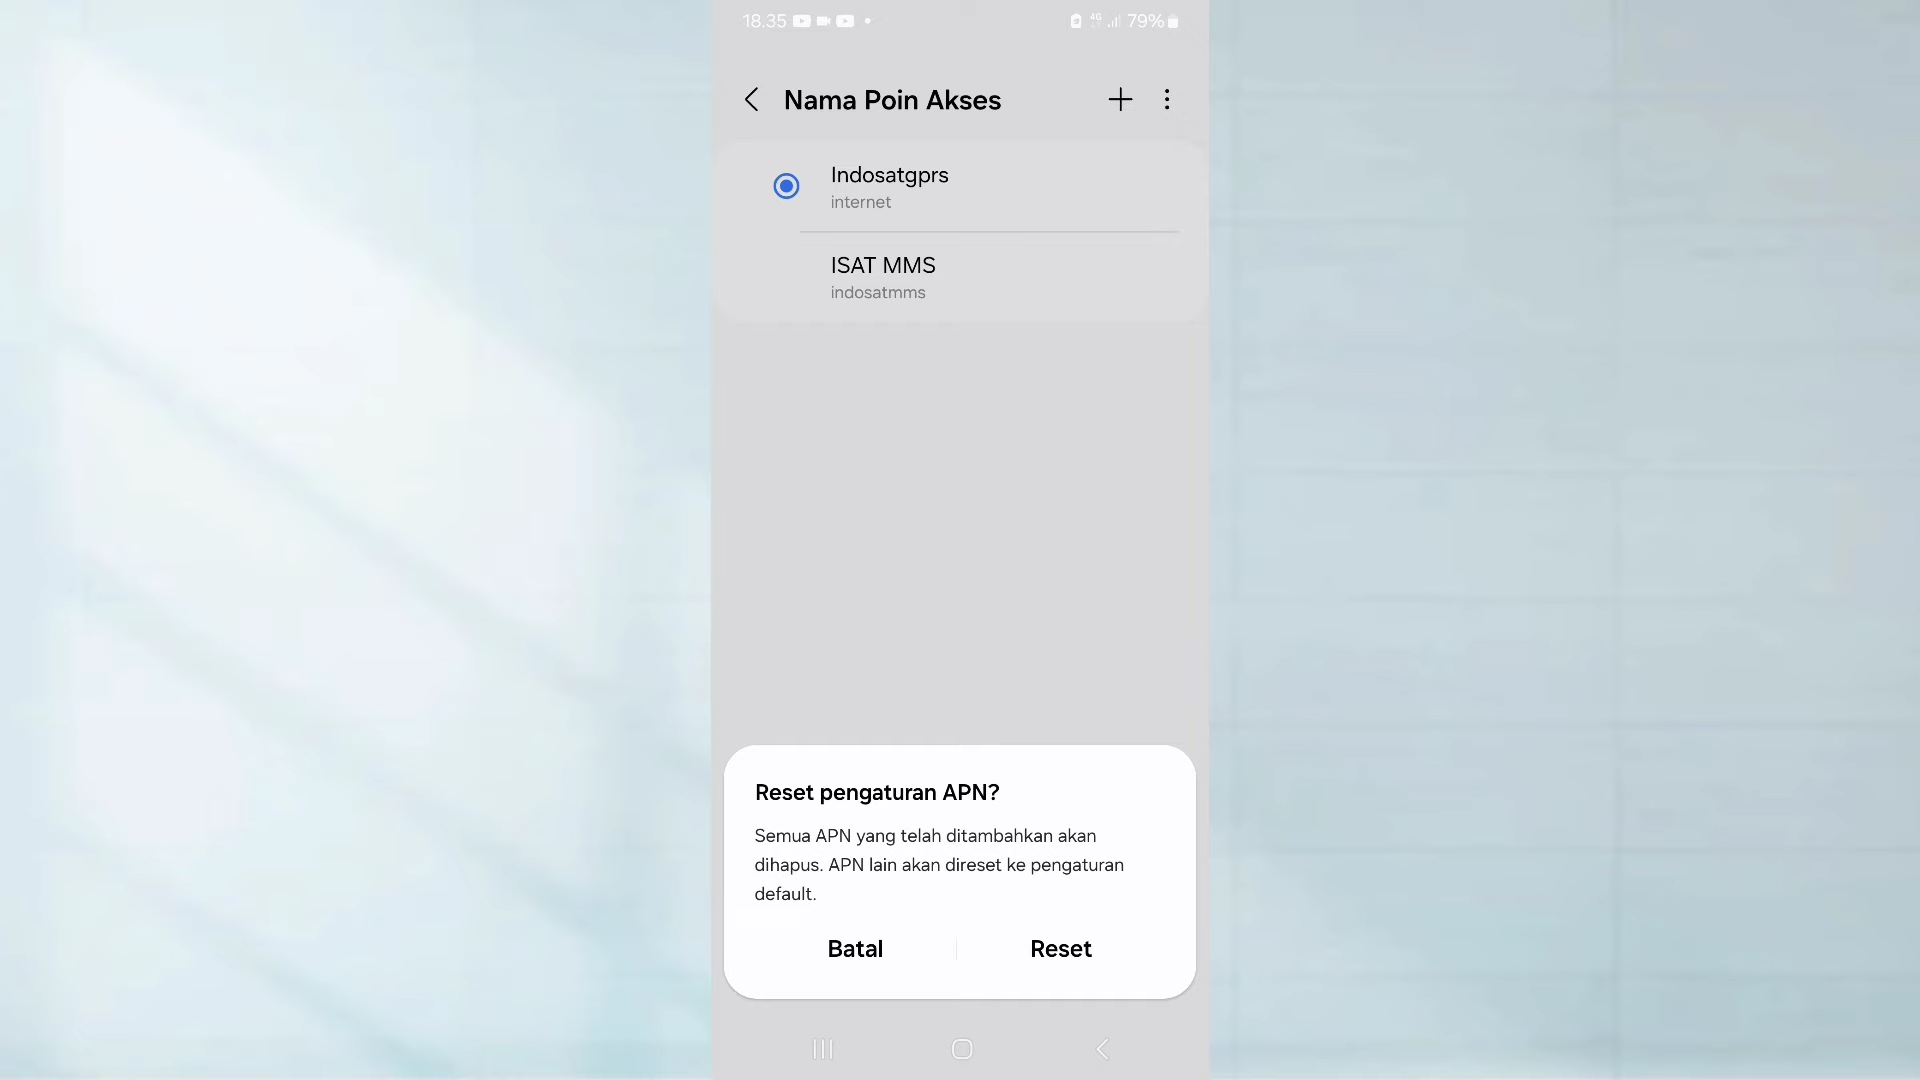 18.35
4G
79%
Nama Poin Akses
Indosatgprs
internet
ISAT MMS
indosatmms
Reset pengaturan APN?
Semua APN yang telah ditambahkan akan
dihapus. APN lain akan direset ke pengaturan
default.
Batal
Reset